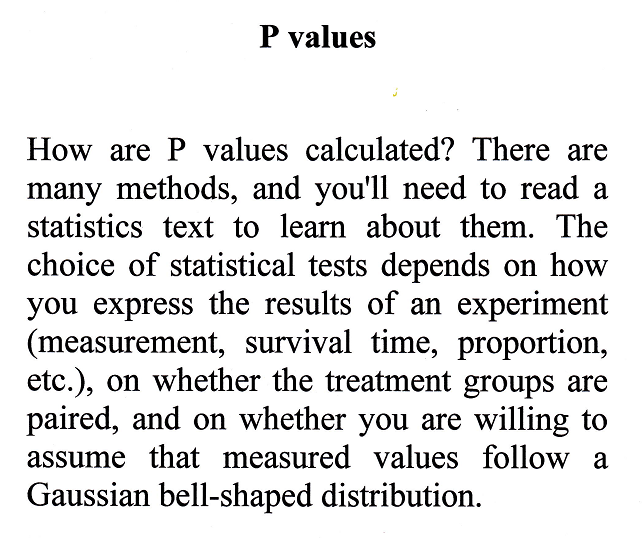 P values
How are P values calculated? There are
many methods, and you'll need to read a
statistics text to learn about them. The
choice of statistical tests depends on how
you express the results of an experiment
(measurement, survival time, proportion,
etc.), on whether the treatment groups are
paired, and on whether you are willing to
assume that measured values follow a
Gaussian bell-shaped distribution.